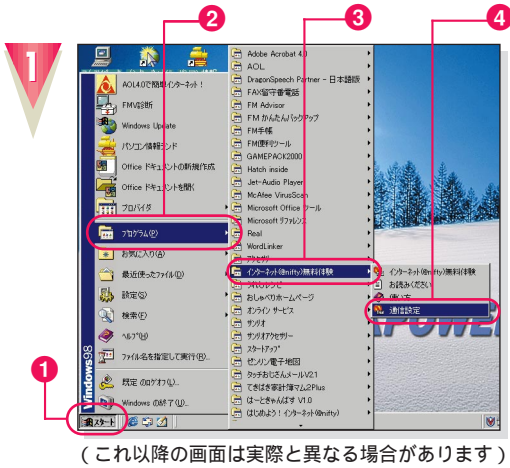 2
3
4
1
AOL4.0で簡単インターネット!
FMV診断
Windows Update
パソコン情報ランド
Office ドキュメントの新規作成
Office ドキュメントを開く
プロバイダ
プログラム(P)
お気に入り(A)
最近使ったファイル(D)
設定(S)
検索(F)
ヘルプ(H)
ファイル名を指定して実行(R)...
既定 のログオフ(L)...
Windows の終了(U)...
Windows98
Adobe Acrobat 4.0
AOL
DragonSpeech Partner - 日本語版
FAX留守番電話
FM Advisor
FM かんたんバックアップ
FM手帳
FM便利ツール
GAMEPACK2000
Hatch inside
Jet-Audio Player
McAfee VirusScan
Microsoft Office ツール
Microsoft リファレンス
Real
WordLinker
アクセサリ
インターネット(@nifty)無料体験
うれしレシピ
おしゃべりホームページ
オンライン サービス
サンリオ
サンリオアクセサリー
スタートアップ
ゼンリン電子地図
タッチおじさんメールV2.1
てきぱき家計簿マム2Plus
はーときゃんばす V1.0
はじめよう!インターネット(@nifty)
インターネット(@nifty)無料体験
お読みください
使い方
通信設定
1
スタート
(これ以降の画面は実際と異なる場合があります)